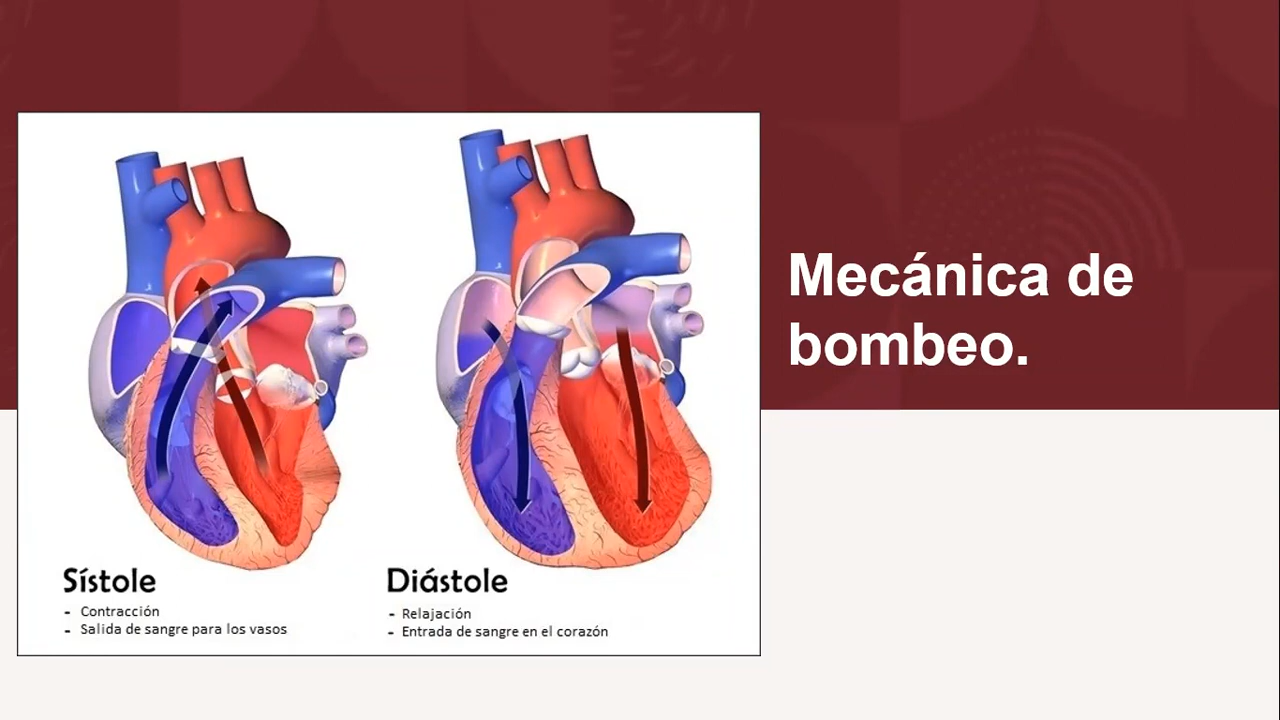 Mecánica de
bombeo.
Sístole
- Contracción
- Salida de sangre para los vasos
Diástole
- Relajación
- Entrada de sangre en el corazón